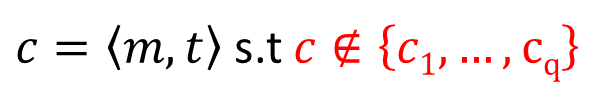 c = ⟨m, t⟩ s.t c ∉ {c₁, … , c_q}